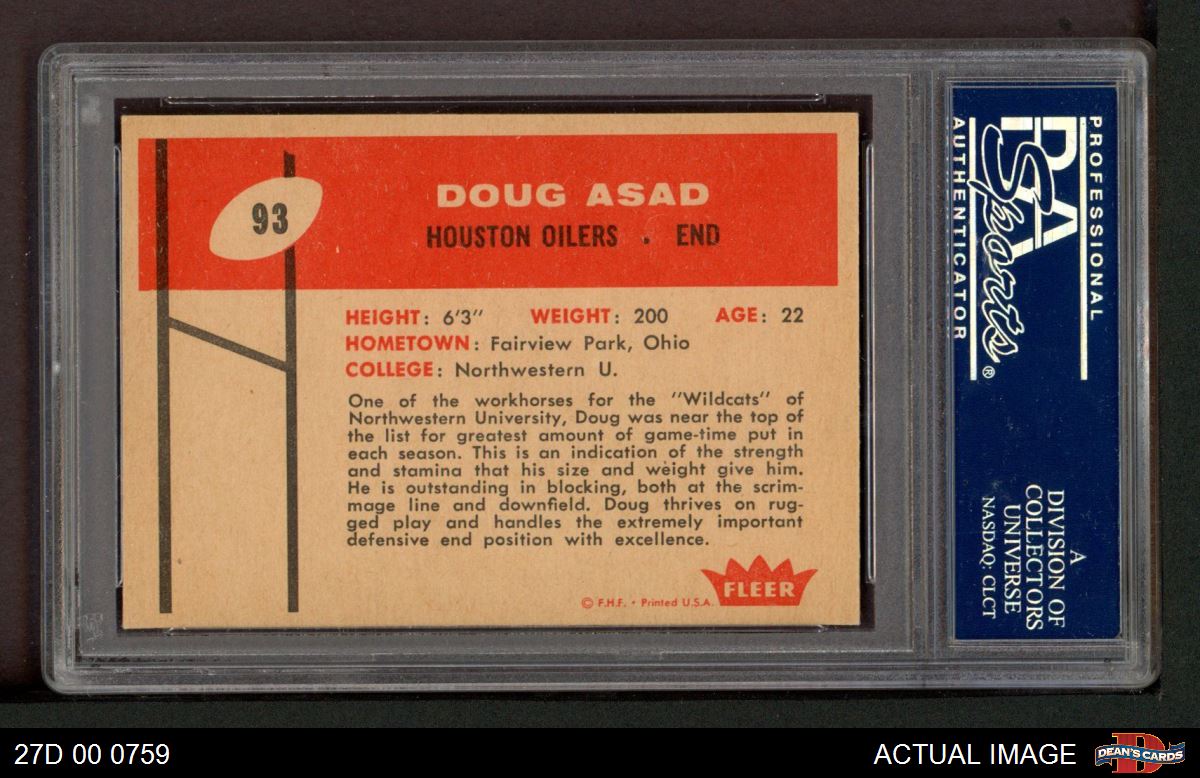 93
DOUG ASAD
HOUSTON OILERS . END
HEIGHT: 6'3" WEIGHT: 200 AGE: 22
HOMETOWN: Fairview Park, Ohio
COLLEGE: Northwestern U.
One of the workhorses for the "Wildcats" of
Northwestern University, Doug was near the top of
the list for greatest amount of game-time put in
each season. This is an indication of the strength
and stamina that his size and weight give him.
He is outstanding in blocking, both at the scrim-
mage line and downfield. Doug thrives on rug-
ged play and handles the extremely important
defensive end position with excellence.
© F.H.F. • Printed U.S.A.
FLEER
PROFESSIONAL
PSA
Sports®
AUTHENTICATOR
A
DIVISION OF
COLLECTORS
UNIVERSE
NASDAQ: CLCT
27D 00 0759
ACTUAL IMAGE
DEAN'S CARDS